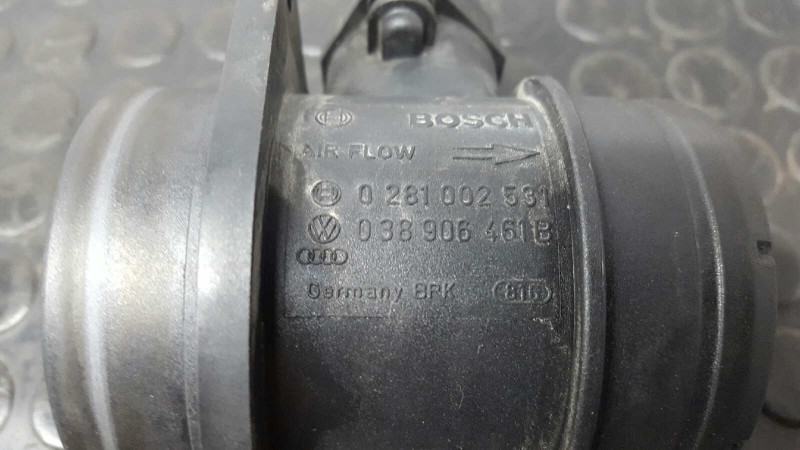 BOSCH
AIR FLOW
0 281 002 531
038 906 461B
Germany BRK